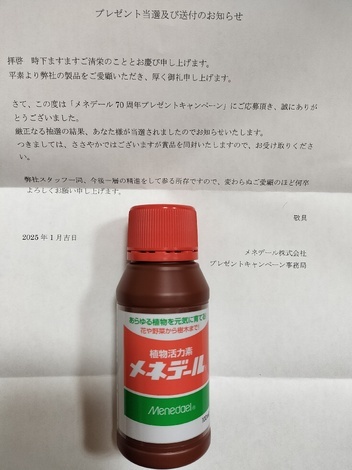 プレゼント当選及び送付のお知らせ
拝啓　時下ますますご清栄のこととお慶び申し上げます。
平素より弊社の製品をご愛顧いただき、厚く御礼申し上げます。
さて、この度は「メネデール 70 周年プレゼントキャンペーン」にご応募頂き、誠にありが
とうございました。
厳正なる抽選の結果、あなた様が当選されましたのでお知らせいたします。
つきましては、ささやかではございますが賞品を同封いたしますので、お受け取りくださ
い。
弊社スタッフ一同、今後一層の精進をして参る所存ですので、変わらぬご愛顧のほど何卒
よろしくお願い申し上げます。
敬具
2025 年 1 月吉日
メネデール株式会社
プレゼントキャンペーン事務局
あらゆる植物を元気に育てる!
花や野菜から樹木まで!
植物活力素
メネデール
Menedael